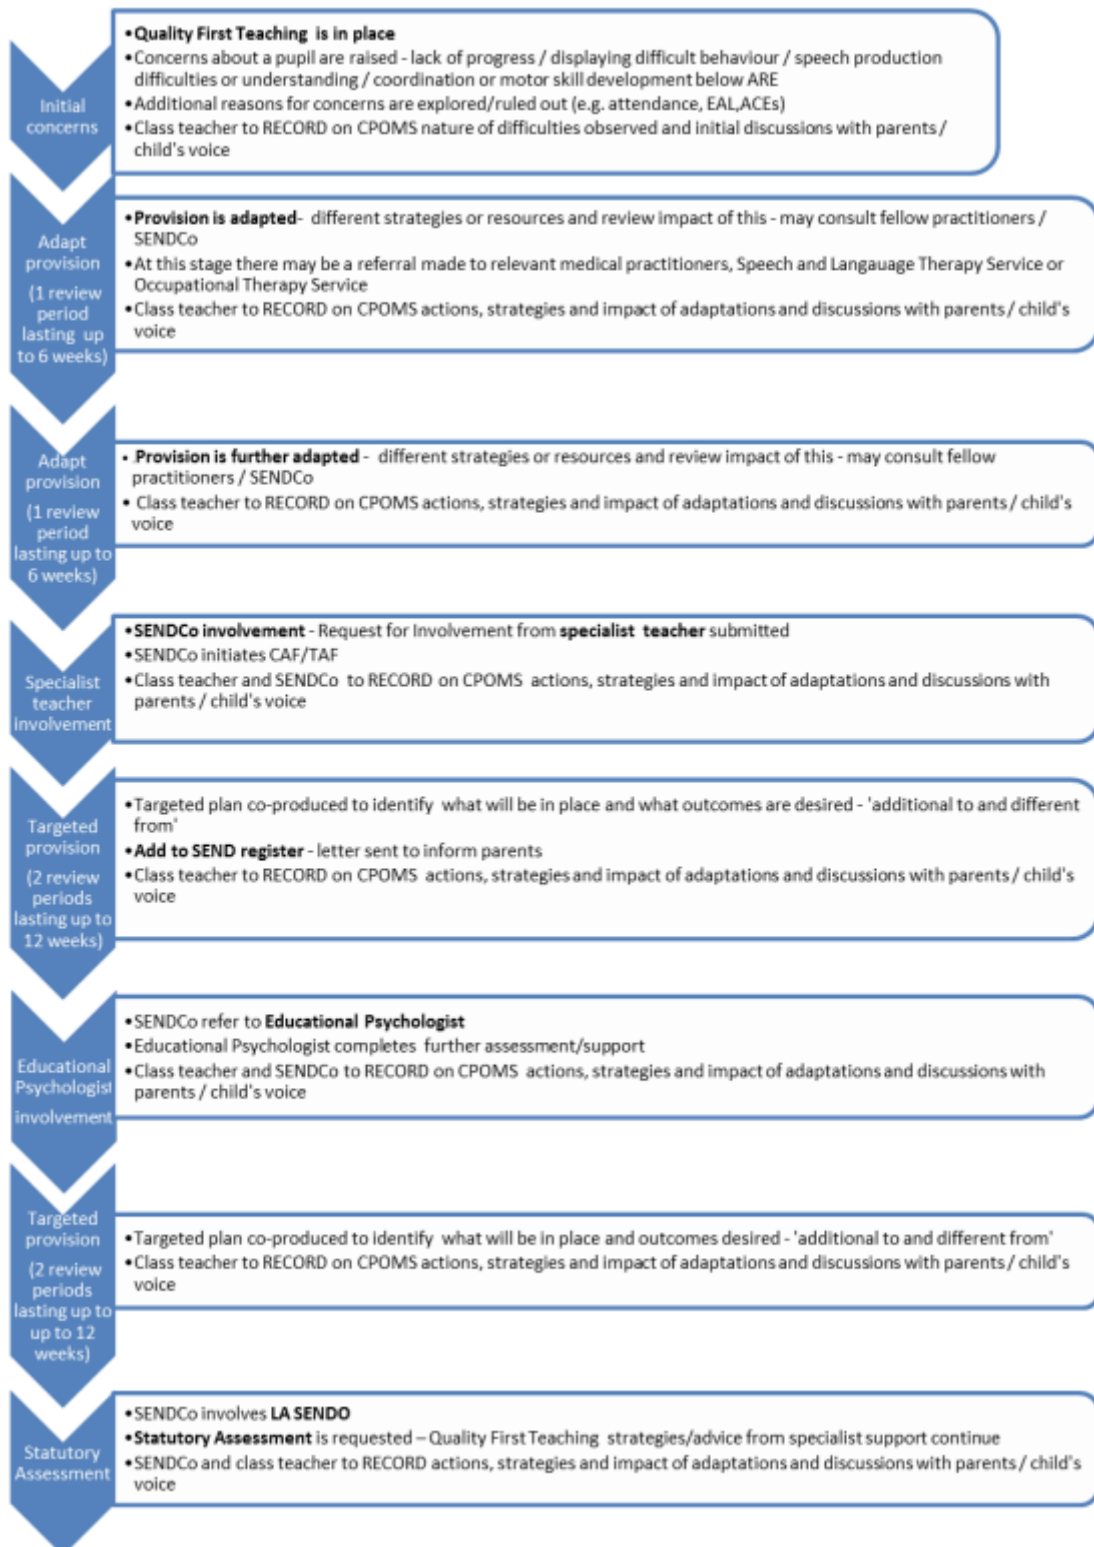 Initial
concerns
•Quality First Teaching is in place
•Concerns about a pupil are raised - lack of progress / displaying difficult behaviour / speech production
difficulties or understanding / coordination or motor skill development below ARE
•Additional reasons for concerns are explored/ruled out (e.g. attendance, EAL,ACEs)
•Class teacher to RECORD on CPOMS nature of difficulties observed and initial discussions with parents /
child's voice
Adapt
provision
(1 review
period
lasting up
to 6 weeks)
•Provision is adapted- different strategies or resources and review impact of this - may consult fellow practitioners /
SENDCo
•At this stage there may be a referral made to relevant medical practitioners, Speech and Langauage Therapy Service or
Occupational Therapy Service
•Class teacher to RECORD on CPOMS actions, strategies and impact of adaptations and discussions with parents / child's
voice
Adapt
provision
(1 review
period
lasting up to
6 weeks)
• .Provision is further adapted - different strategies or resources and review impact of this - may consult fellow
practitioners / SENDCo
• Class teacher to RECORD on CPOMS actions, strategies and impact of adaptations and discussions with parents / child's
voice
Specialist
teacher
involvement
•SENDCo involvement - Request for Involvement from specialist teacher submitted
•SENDCo initiates CAF/TAF
•Class teacher and SENDCo to RECORD on CPOMS actions, strategies and impact of adaptations and discussions with
parents / child's voice
Targeted
provision
(2 review
periods
lasting up to
12 weeks)
•Targeted plan co-produced to identify what will be in place and what outcomes are desired - 'additional to and different
from'
•Add to SEND register - letter sent to inform parents
•Class teacher to RECORD on CPOMS actions, strategies and impact of adaptations and discussions with parents / child's
voice
Educational
Psychologist
involvement
•SENDCo refer to Educational Psychologist
•Educational Psychologist completes further assessment/support
•Class teacher and SENDCo to RECORD on CPOMS actions, strategies and impact of adaptations and discussions with
parents / child's voice
Targeted
provision
(2 review
periods
lasting up to
up to 12
weeks)
•Targeted plan co-produced to identify what will be in place and outcomes desired - 'additional to and different from'
•Class teacher to RECORD on CPOMS actions, strategies and impact of adaptations and discussions with parents / child's
voice
Statutory
Assessment
•SENDCo involves LA SENDO
•Statutory Assessment is requested – Quality First Teaching strategies/advice from specialist support continue
•SENDCo and class teacher to RECORD actions, strategies and impact of adaptations and discussions with parents / child's
voice